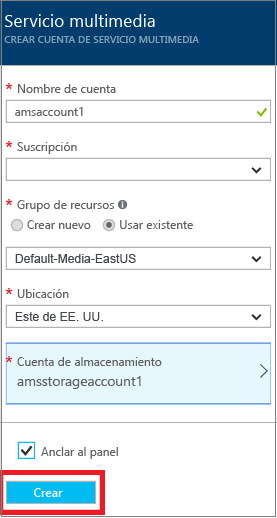 Servicio multimedia
CREAR CUENTA DE SERVICIO MULTIMEDIA
* Nombre de cuenta
amsaccount1
* Suscripción
* Grupo de recursos
Crear nuevo Usar existente
Default-Media-EastUS
* Ubicación
Este de EE. UU.
* Cuenta de almacenamiento
amsstorageaccount1
Anclar al panel
Crear